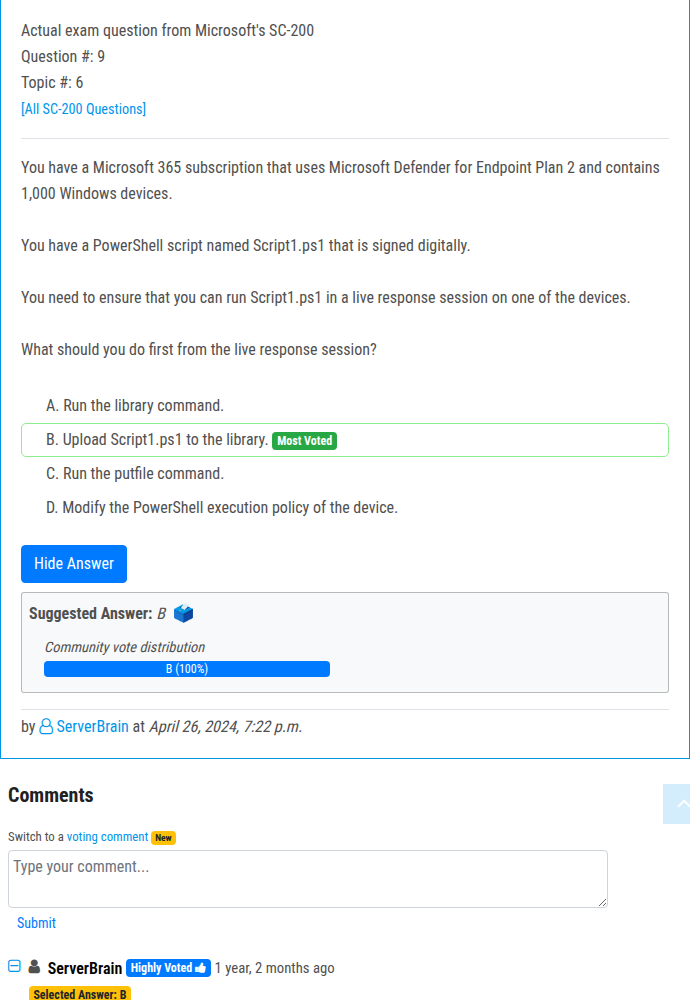 Actual exam question from Microsoft's SC-200
Question #: 9
Topic #: 6
[All SC-200 Questions]
You have a Microsoft 365 subscription that uses Microsoft Defender for Endpoint Plan 2 and contains
1,000 Windows devices.
You have a PowerShell script named Script1.ps1 that is signed digitally.
You need to ensure that you can run Script1.ps1 in a live response session on one of the devices.
What should you do first from the live response session?
A. Run the library command.
B. Upload Script1.ps1 to the library. Most Voted
C. Run the putfile command.
D. Modify the PowerShell execution policy of the device.
Hide Answer
Suggested Answer: B
Community vote distribution
B (100%)
by ServerBrain at April 26, 2024, 7:22 p.m.
Comments
Switch to a voting comment New
Type your comment...
Submit
ServerBrain Highly Voted 1 year, 2 months ago
Selected Answer: B